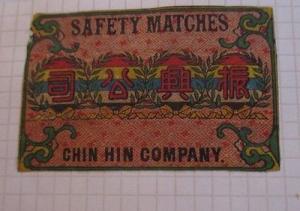 SAFETY MATCHES
司公興振
CHIN HIN COMPANY.